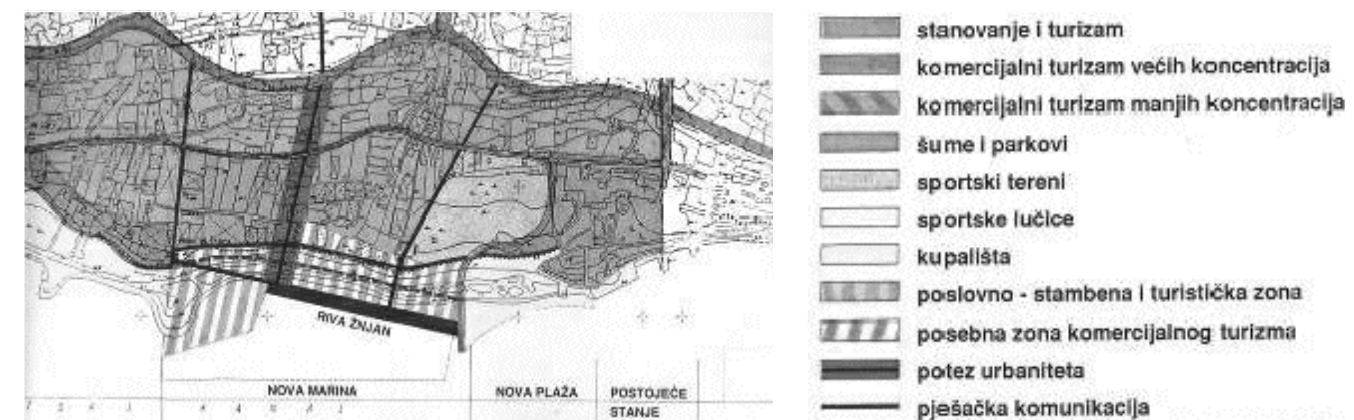 RIVA ŽNJAN
NOVA MARINA
NOVA PLAŽA
POSTOJEĆE
STANJE
stanovanje i turizam
komercijalni turizam većih koncentracija
komercijalni turizam manjih koncentracija
šume i parkovi
sportski tereni
sportske lučice
kupališta
poslovno - stambena i turistička zona
posebna zona komercijalnog turizma
potez urbaniteta
pješačka komunikacija